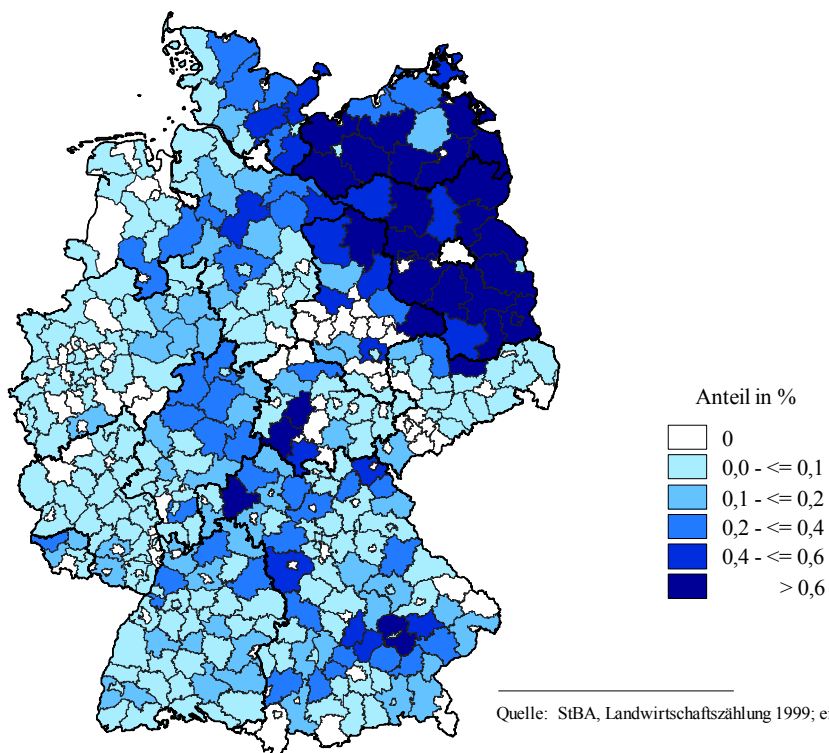 Anteil in %
0
0,0 - <= 0,1
0,1 - <= 0,2
0,2 - <= 0,4
0,4 - <= 0,6
> 0,6
Quelle: StBA, Landwirtschaftszählung 1999; e